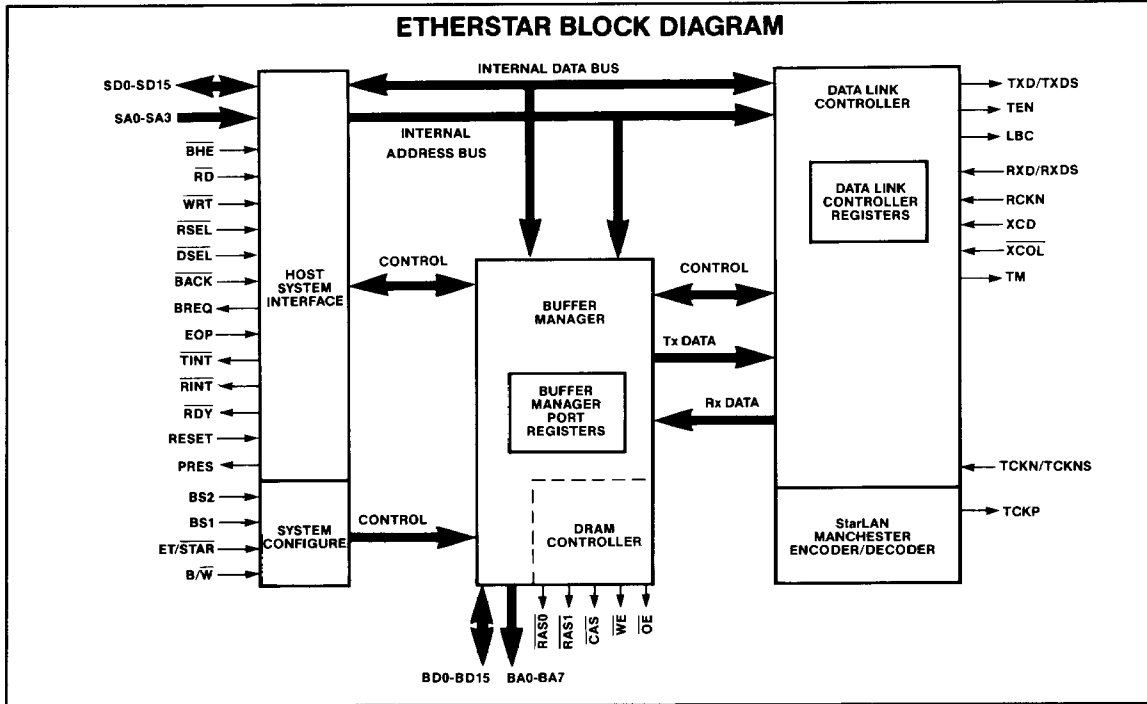 ETHERSTAR BLOCK DIAGRAM
SD0-SD15
SA0-SA3
BHE
RD
WRT
RSEL
DSEL
BACK
BREQ
EOP
TINT
RINT
RDY
RESET
PRES
BS2
BS1
ET/STAR
B/W
HOST
SYSTEM
INTERFACE
SYSTEM
CONFIGURE
INTERNAL DATA BUS
INTERNAL
ADDRESS BUS
CONTROL
CONTROL
BUFFER
MANAGER
BUFFER
MANAGER
PORT
REGISTERS
DRAM
CONTROLLER
BD0-BD15
BA0-BA7
RAS0
RAS1
CAS
WE
OE
CONTROL
Tx DATA
Rx DATA
DATA LINK
CONTROLLER
DATA LINK
CONTROLLER
REGISTERS
StarLAN
MANCHESTER
ENCODER/DECODER
TXD/TXDS
TEN
LBC
RXD/RXDS
RCKN
XCD
XCOL
TM
TCKN/TCKNS
TCKP